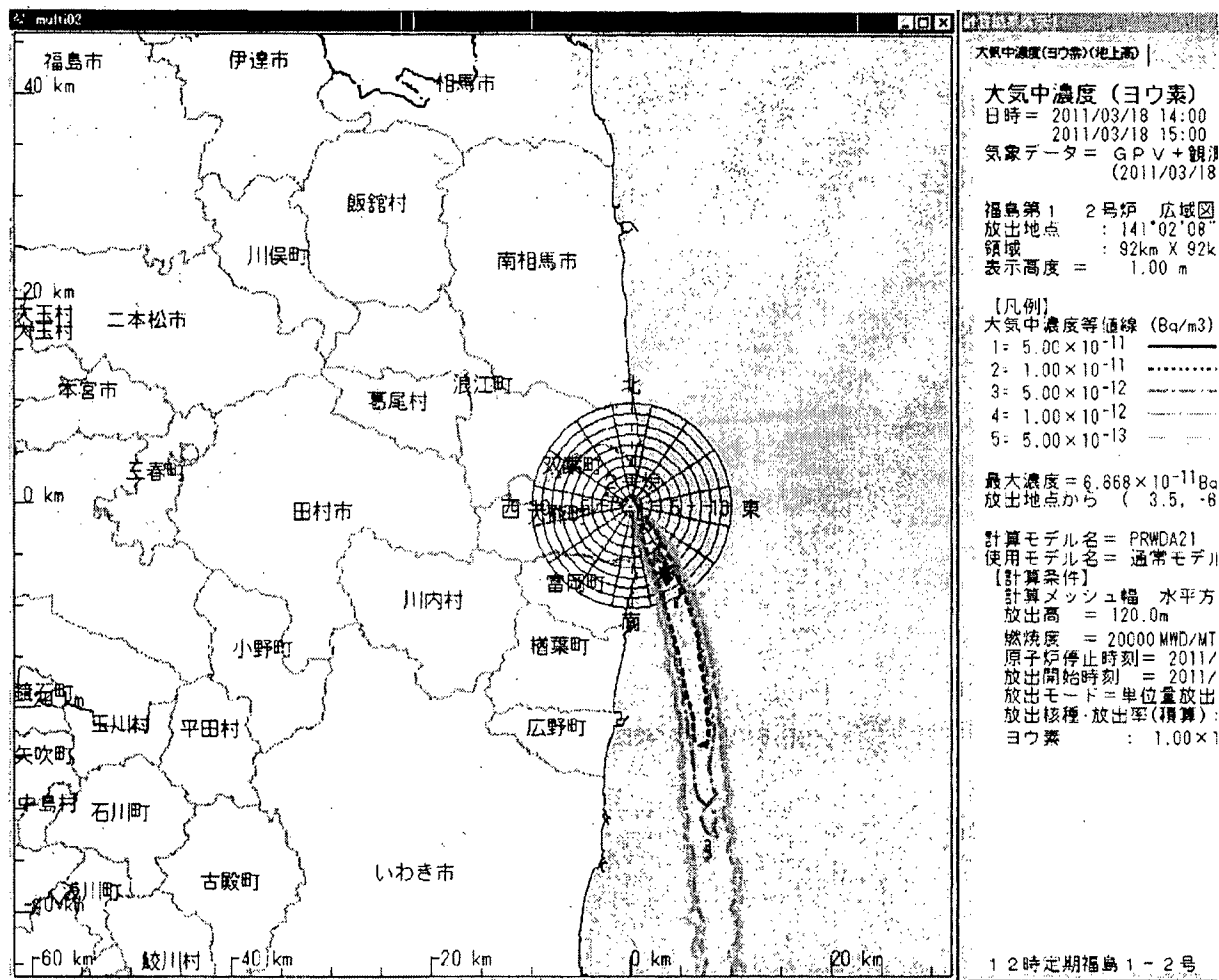 multi02
福島市
伊達市
相馬市
40 km
飯舘村
川俣町
南相馬市
20 km
大玉村
二本松市
本宮市
浪江町
葛尾村
北
三春町
双葉町
0 km
田村市
西
東
富岡町
川内村
南
小野町
楢葉町
鏡石町
玉川村
平田村
広野町
矢吹町
中島村
石川町
古殿町
いわき市
浅川町
-60 km
鮫川村
-40 km
-20 km
0 km
20 km
大気中濃度(ヨウ素)(地上高)
大気中濃度（ヨウ素）
日時＝ 2011/03/18 14:00
2011/03/18 15:00
気象データ＝ ＧＰＶ＋観測
(2011/03/18
福島第１　２号炉　広域図
放出地点　： 141°02'08"
領域　： 92km X 92k
表示高度 ＝　1.00 m
【凡例】
大気中濃度等値線 (Bq/m3)
1= 5.00×10-11
2= 1.00×10-11
3= 5.00×10-12
4= 1.00×10-12
5= 5.00×10-13
最大濃度＝6.868×10-11Bq
放出地点から　(　3.5, -6
計算モデル名＝ PRWDA21
使用モデル名＝ 通常モデル
【計算条件】
計算メッシュ幅　水平方
放出高　＝ 120.0m
燃焼度　＝ 20000MWD/MT
原子炉停止時刻＝ 2011/
放出開始時刻　＝ 2011/
放出モード＝単位量放出
放出核種・放出率(積算)：
ヨウ素　：　1.00×1
１２時定期福島１－２号